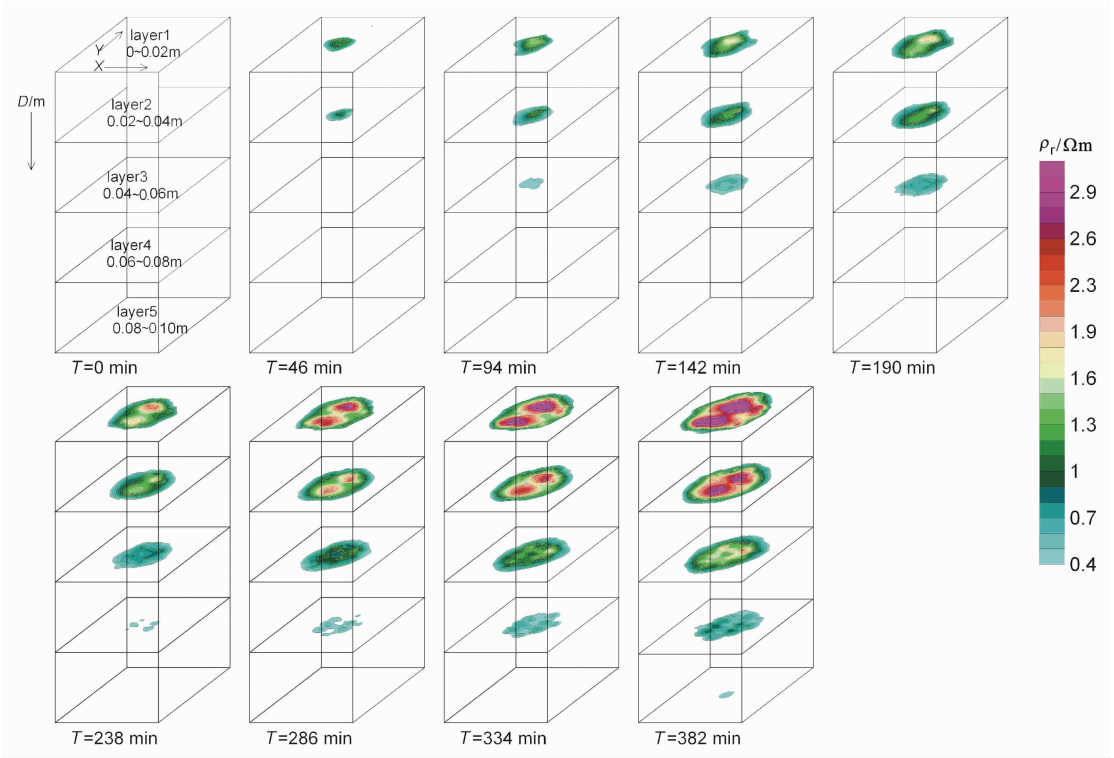 layer1
0~0.02m
Y
X
D/m
layer2
0.02~0.04m
layer3
0.04~0.06m
layer4
0.06~0.08m
layer5
0.08~0.10m
T=0 min
T=46 min
T=94 min
T=142 min
T=190 min
ρr/Ωm
2.9
2.6
2.3
1.9
1.6
1.3
1
0.7
0.4
T=238 min
T=286 min
T=334 min
T=382 min